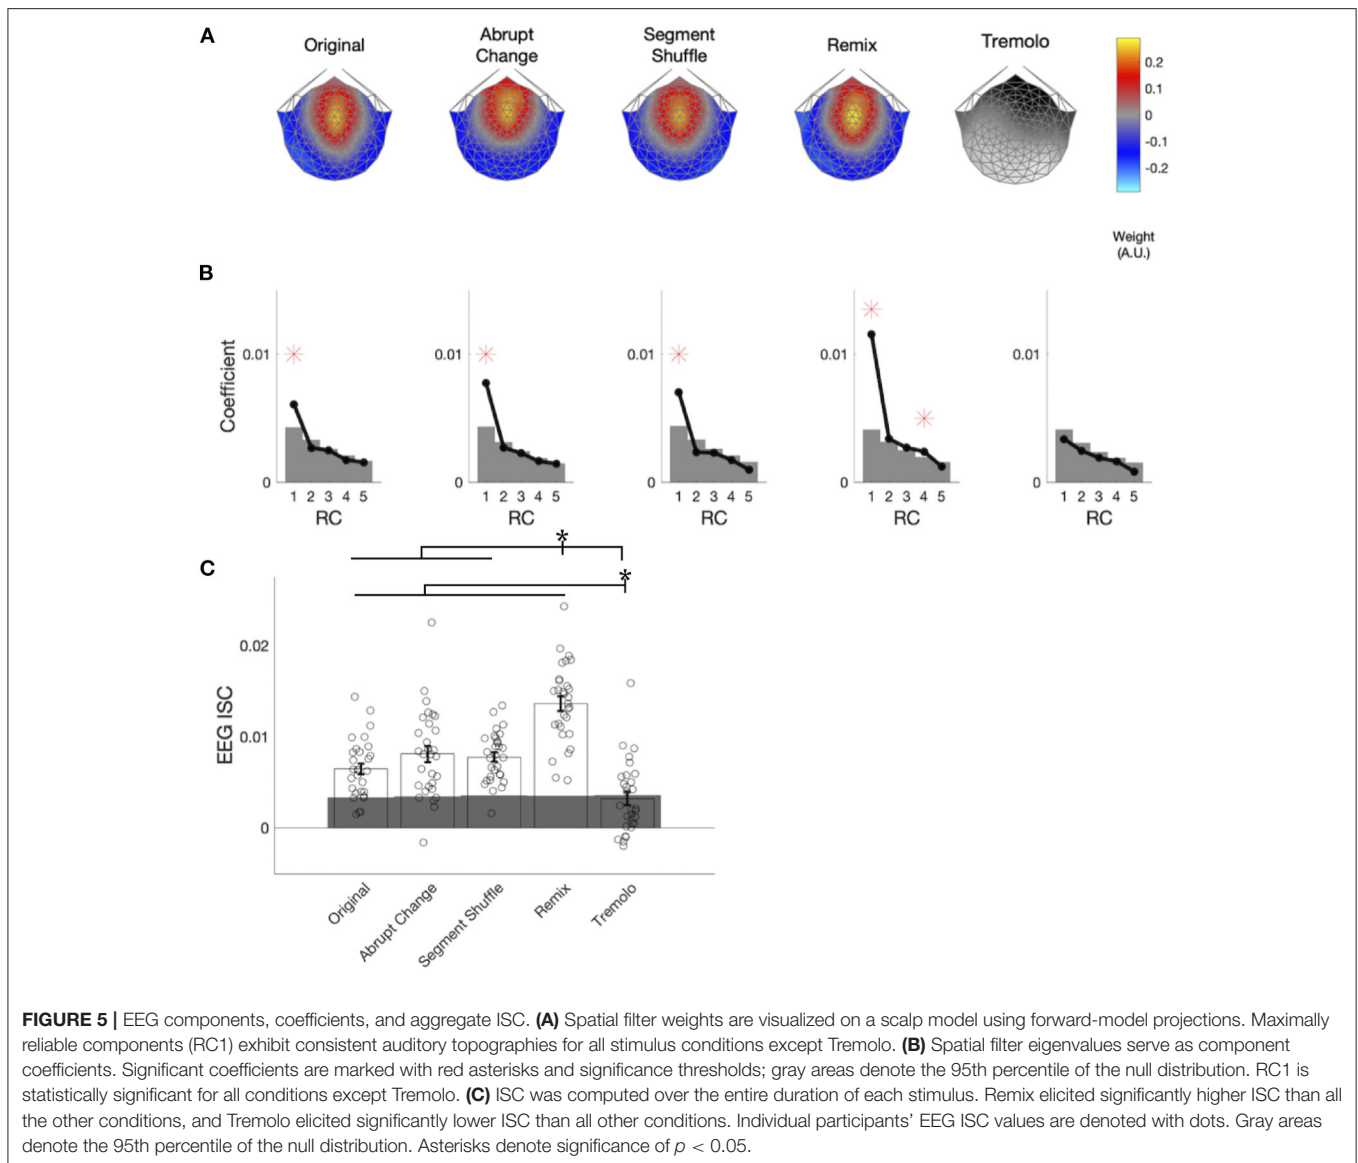 A
Original
Abrupt
Change
Segment
Shuffle
Remix
Tremolo
0.2
0.1
0
-0.1
-0.2
Weight
(A.U.)
B
Coefficient
0.01
0
1 2 3 4 5
RC
0.01
0
1 2 3 4 5
RC
0.01
0
1 2 3 4 5
RC
0.01
0
1 2 3 4 5
RC
0.01
0
1 2 3 4 5
RC
C
*
*
EEG ISC
0.02
0.01
0
Original
Abrupt Change
Segment Shuffle
Remix
Tremolo
FIGURE 5 | EEG components, coefficients, and aggregate ISC. (A) Spatial filter weights are visualized on a scalp model using forward-model projections. Maximally
reliable components (RC1) exhibit consistent auditory topographies for all stimulus conditions except Tremolo. (B) Spatial filter eigenvalues serve as component
coefficients. Significant coefficients are marked with red asterisks and significance thresholds; gray areas denote the 95th percentile of the null distribution. RC1 is
statistically significant for all conditions except Tremolo. (C) ISC was computed over the entire duration of each stimulus. Remix elicited significantly higher ISC than all
the other conditions, and Tremolo elicited significantly lower ISC than all other conditions. Individual participants' EEG ISC values are denoted with dots. Gray areas
denote the 95th percentile of the null distribution. Asterisks denote significance of p < 0.05.